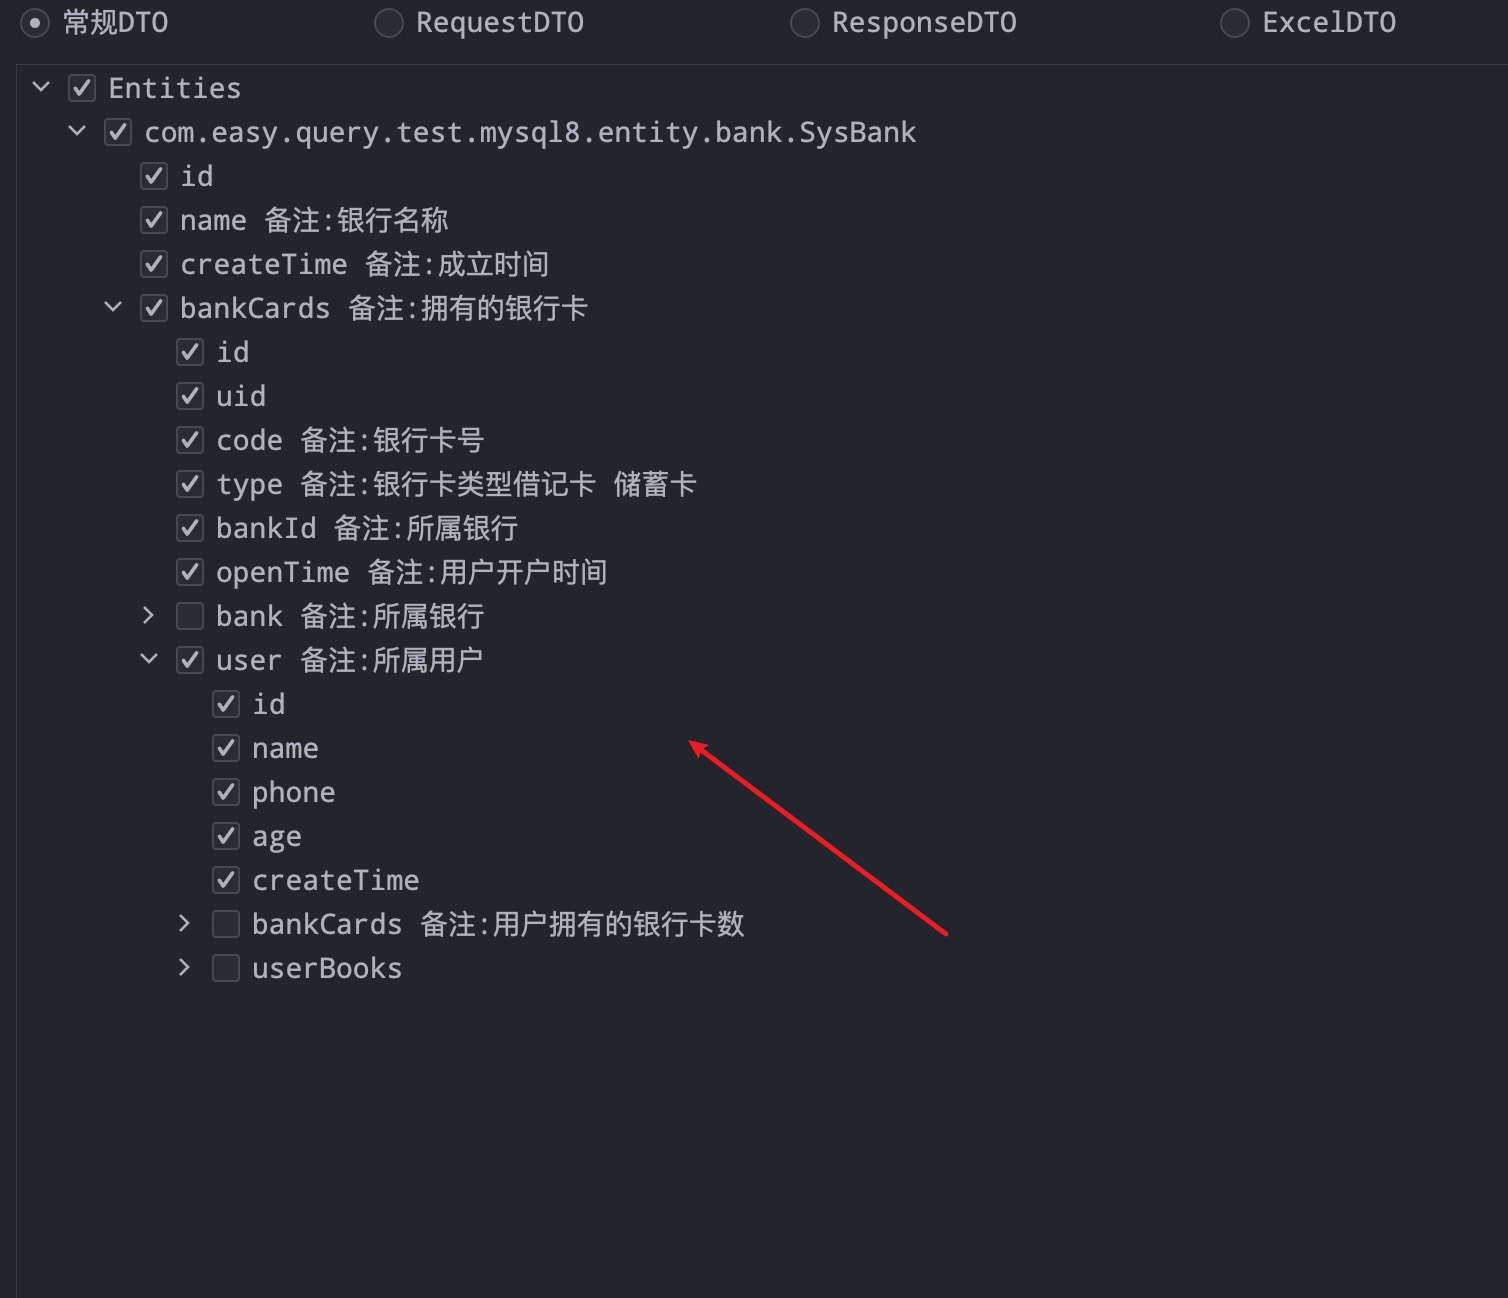 常规DTO RequestDTO ResponseDTO ExcelDTO
Entities
com.easy.query.test.mysql8.entity.bank.SysBank
id
name 备注:银行名称
createTime 备注:成立时间
bankCards 备注:拥有的银行卡
id
uid
code 备注:银行卡号
type 备注:银行卡类型借记卡 储蓄卡
bankId 备注:所属银行
openTime 备注:用户开户时间
bank 备注:所属银行
user 备注:所属用户
id
name
phone
age
createTime
bankCards 备注:用户拥有的银行卡数
userBooks